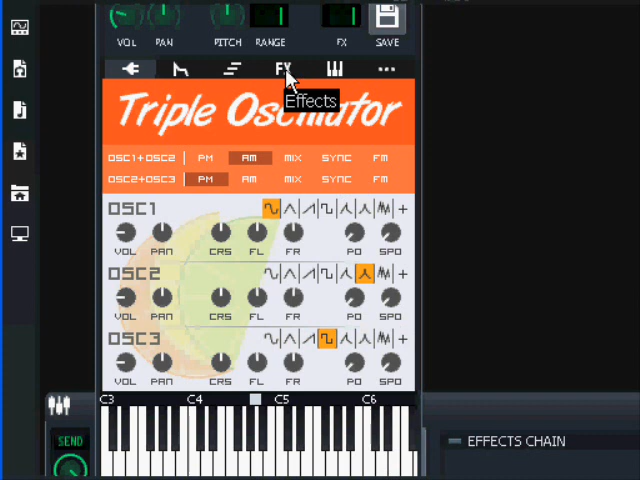 VOL PAN PITCH RANGE FX SAVE
FX
Effects
Triple Oscillator
OSC1+OSC2 PM AM MIX SYNC FM
OSC2+OSC3 PM AM MIX SYNC FM
OSC1
VOL PAN CRS FL FR PO SPO
OSC2
VOL PAN CRS FL FR PO SPO
OSC3
VOL PAN CRS FL FR PO SPO
C3 C4 C5 C6
SEND
EFFECTS CHAIN